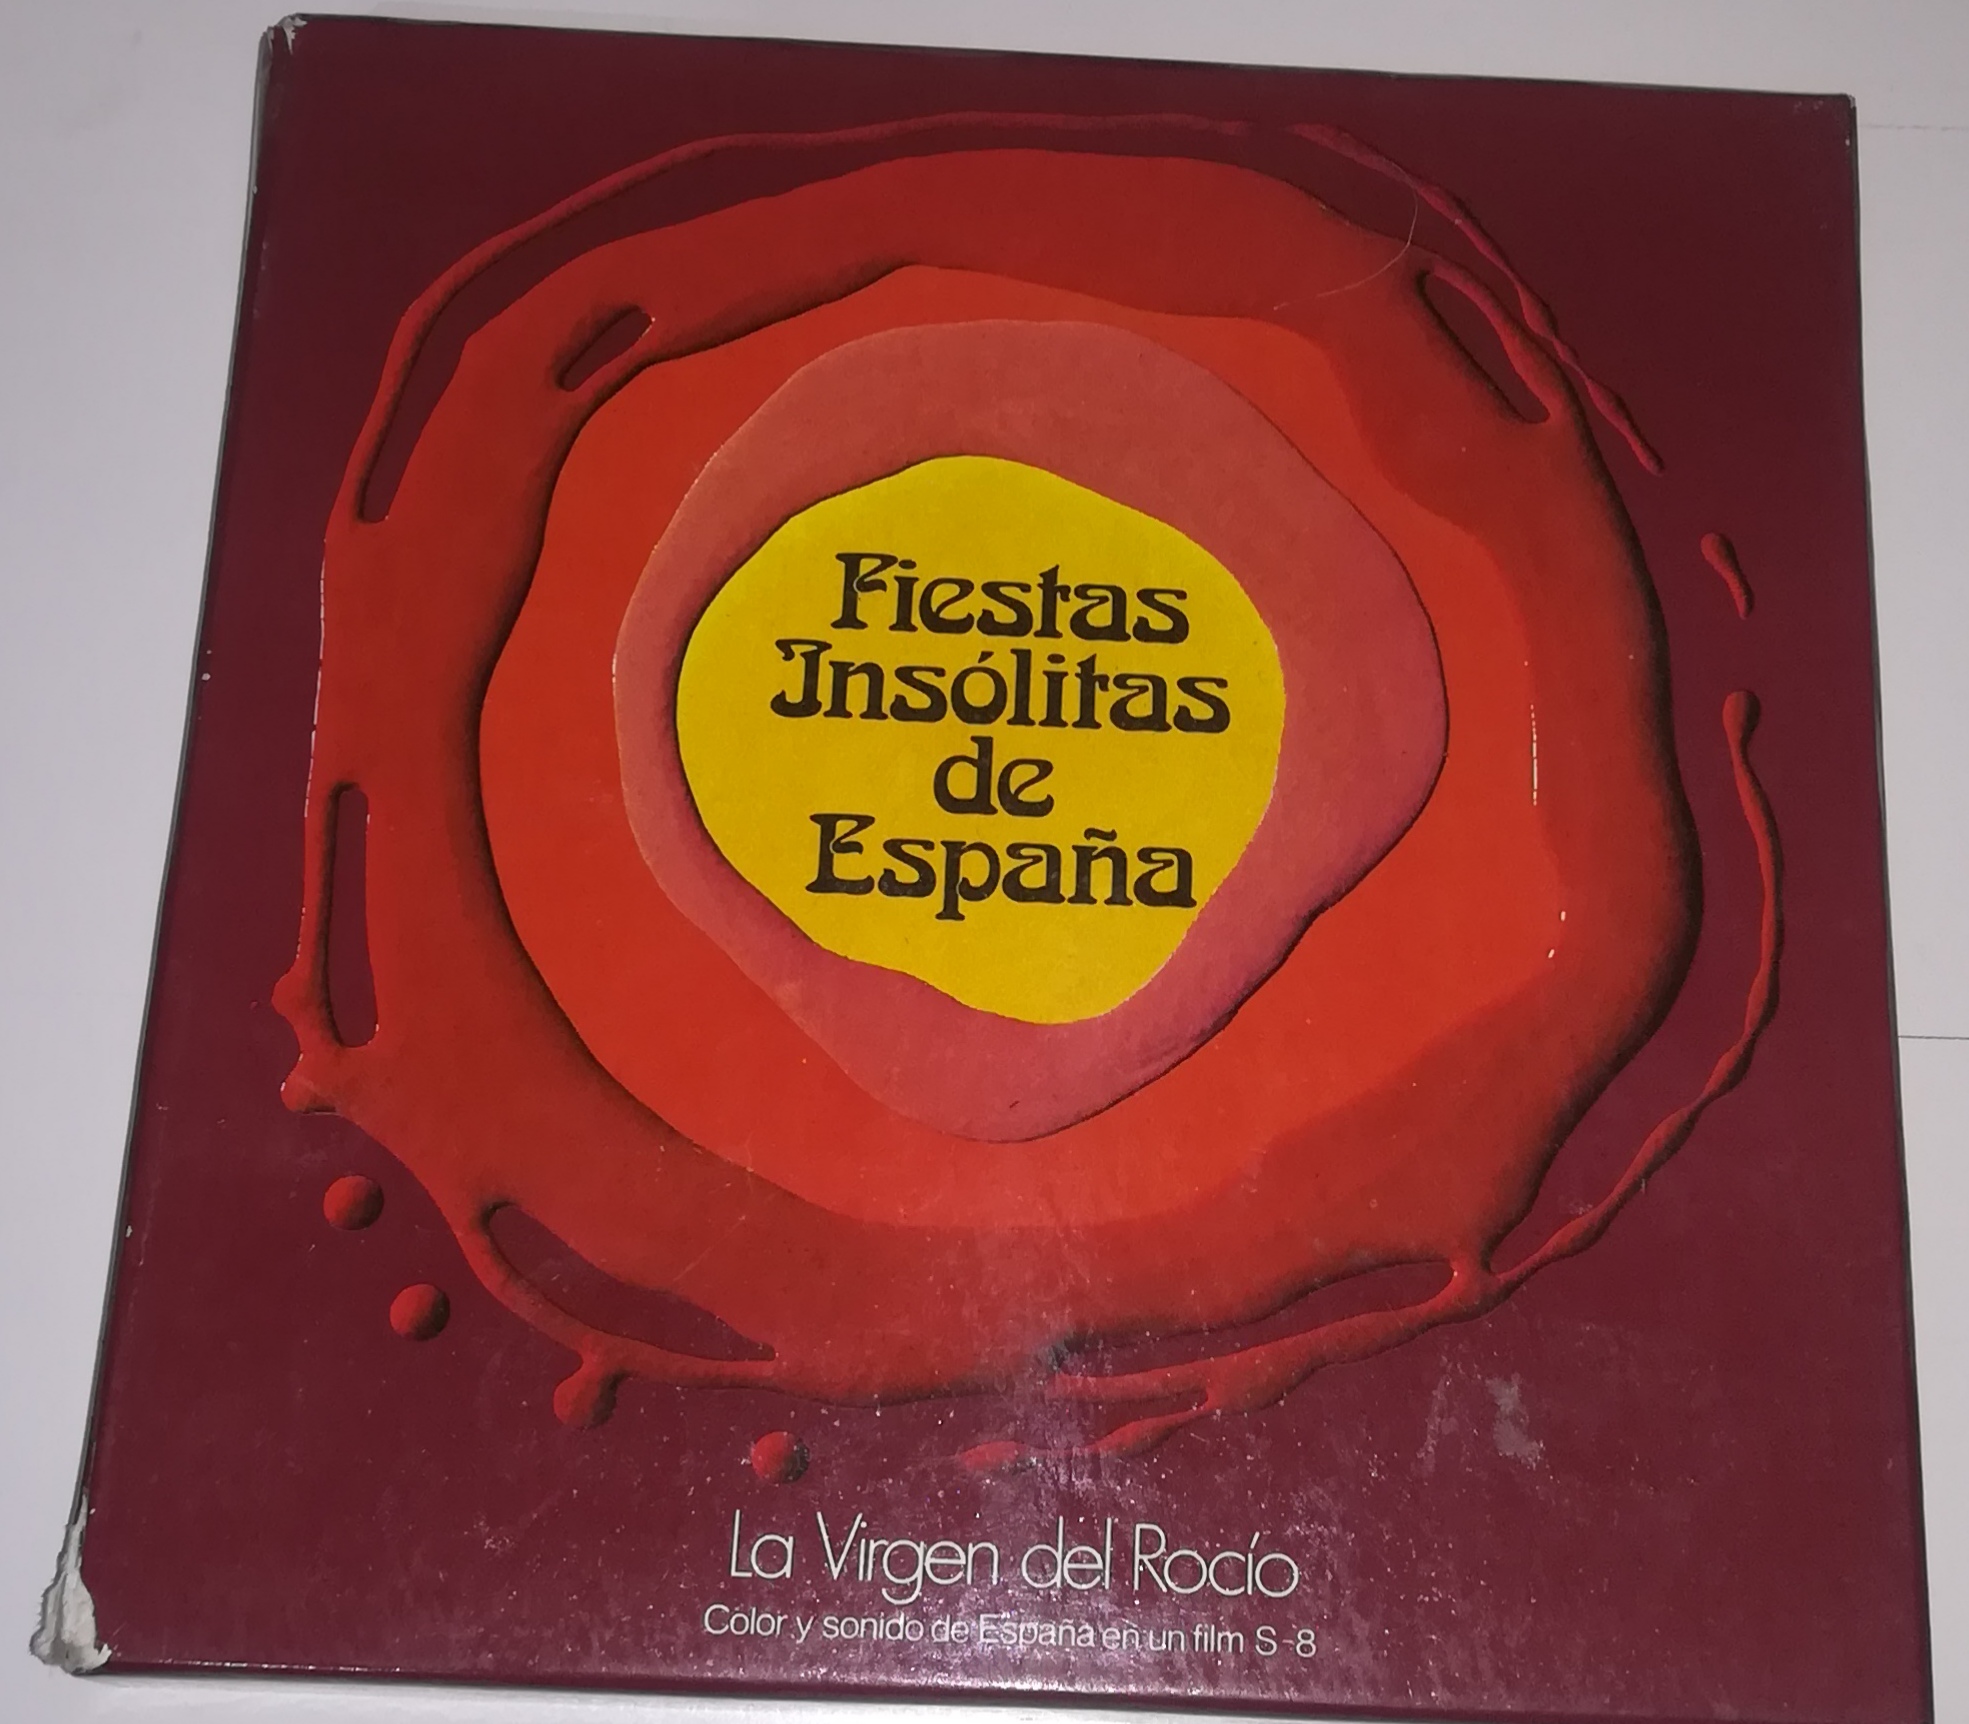 Fiestas
Insólitas
de
España
La Virgen del Rocío
Color y sonido de España en un film S-8